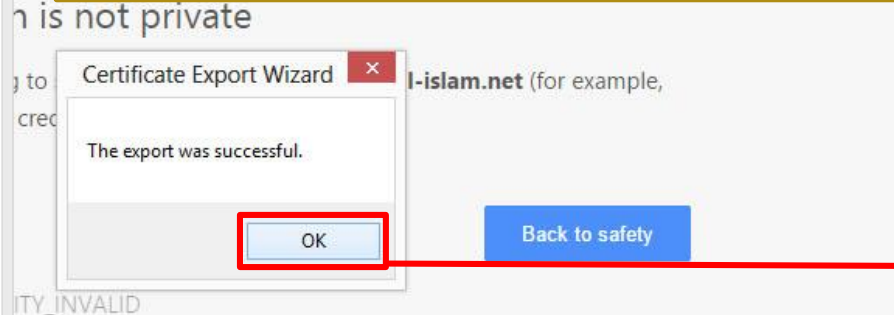 n is not private
Certificate Export Wizard
g to l-islam.net (for example,
cred
The export was successful.
OK
Back to safety
ITY_INVALID